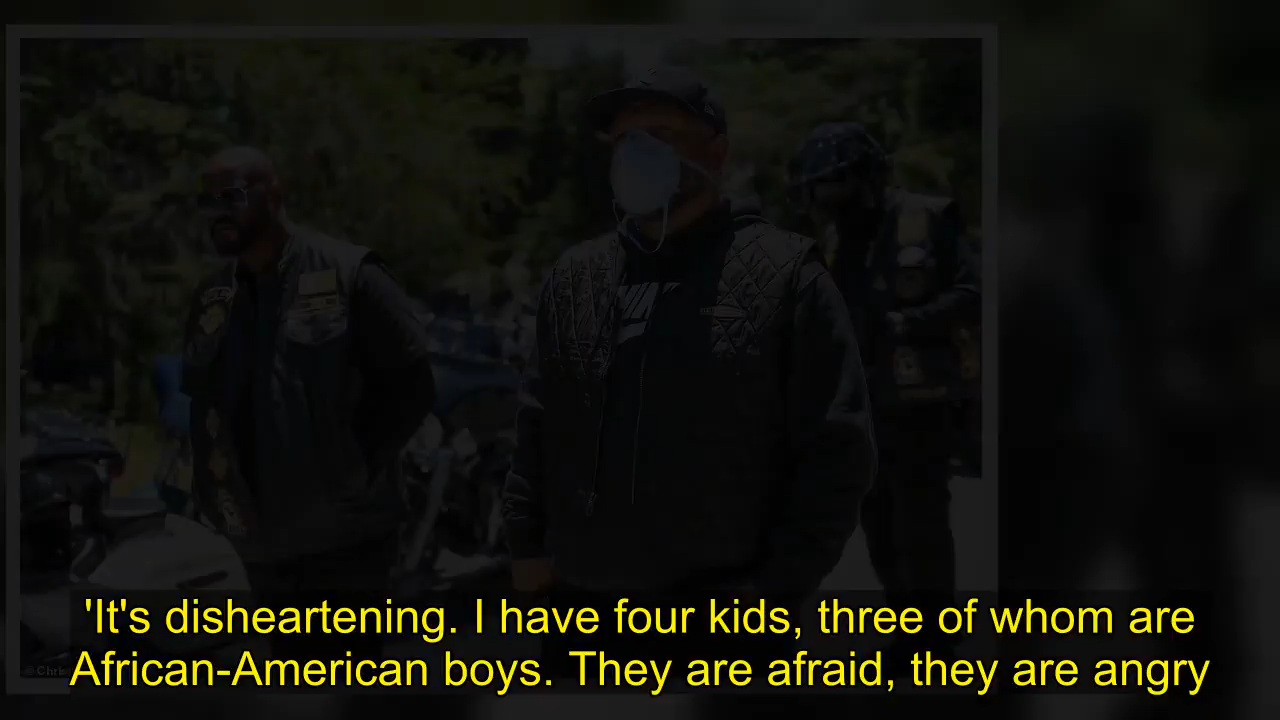 'It's disheartening. I have four kids, three of whom are
African-American boys. They are afraid, they are angry